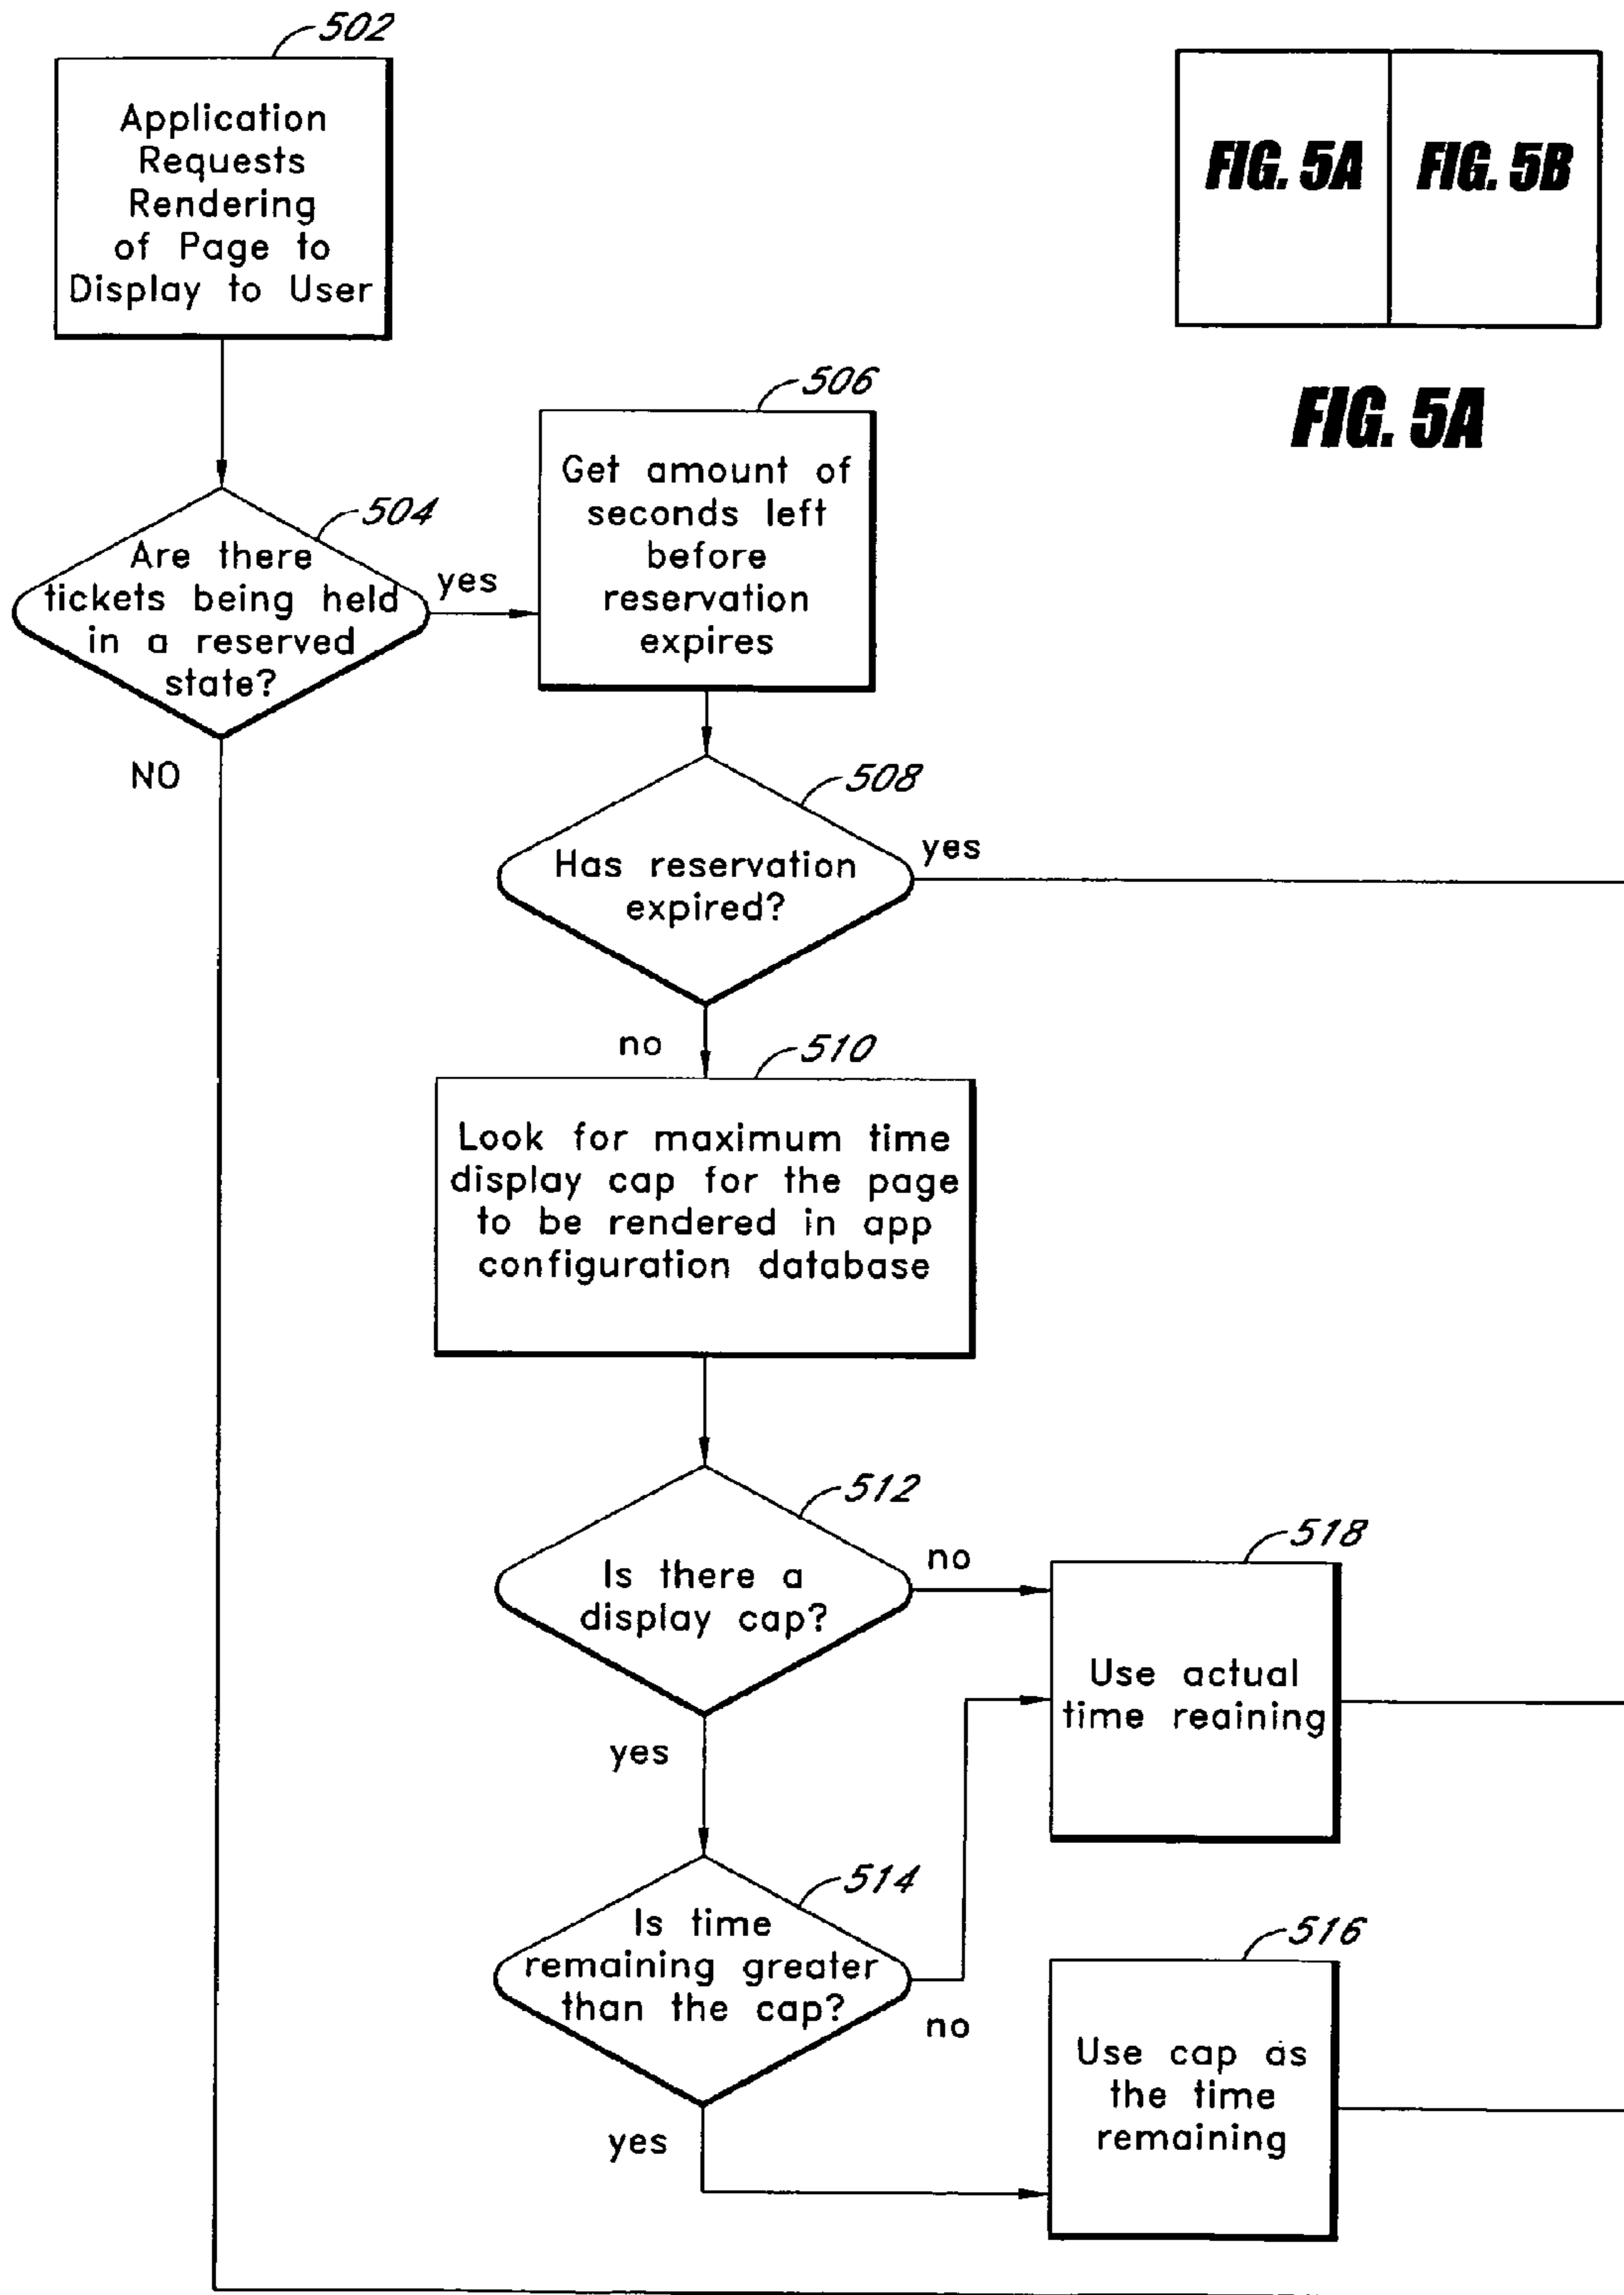 502
Application
Requests
Rendering
of Page to
Display to User
FIG. 5A
FIG. 5B
FIG. 5A
504
Are there
tickets being held
in a reserved
state?
yes
NO
506
Get amount of
seconds left
before
reservation
expires
508
Has reservation
expired?
yes
no
510
Look for maximum time
display cap for the page
to be rendered in app
configuration database
512
Is there a
display cap?
no
yes
518
Use actual
time reaining
514
Is time
remaining greater
than the cap?
no
yes
516
Use cap as
the time
remaining